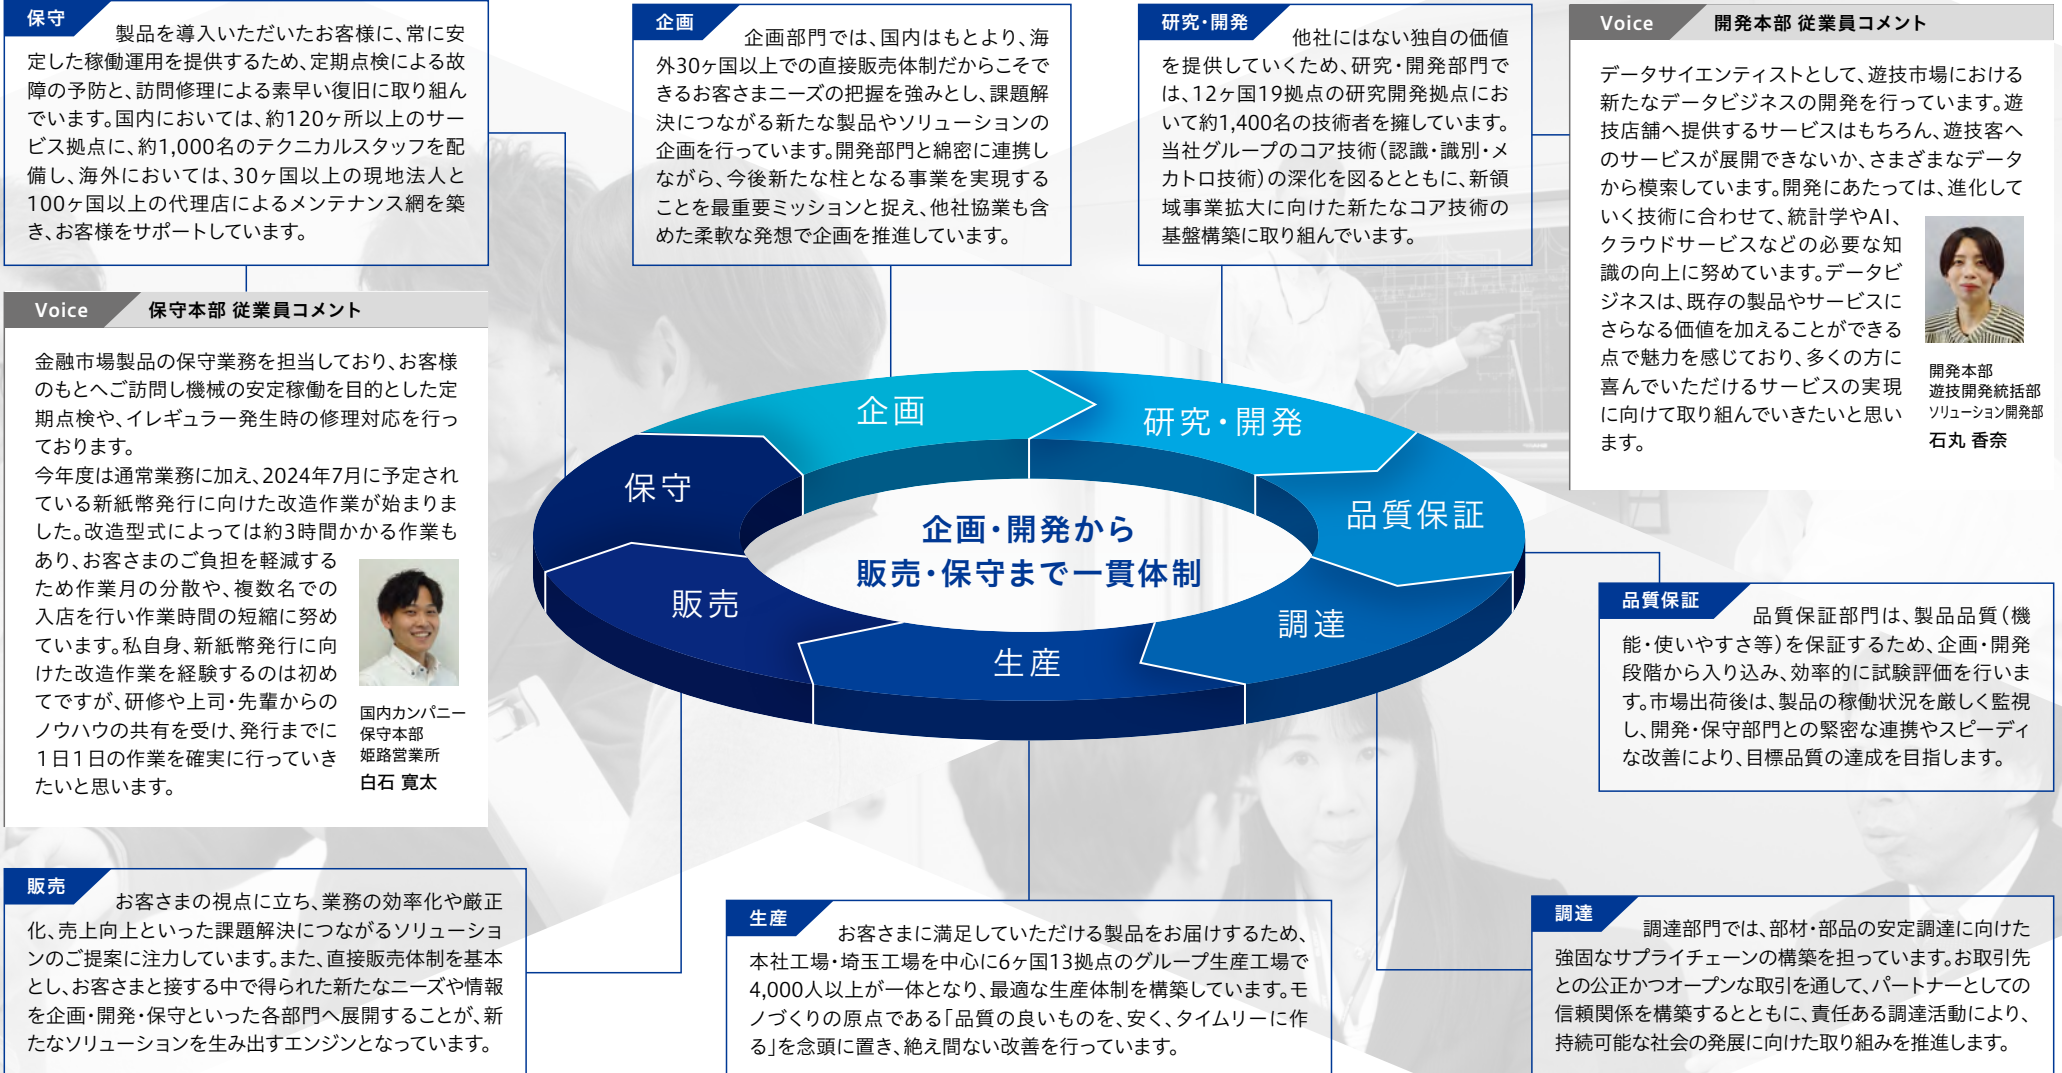 保守
製品を導入いただいたお客様に、常に安
定した稼働運用を提供するため、定期点検による故
障の予防と、訪問修理による素早い復旧に取り組ん
でいます。国内においては、約120ヶ所以上のサー
ビス拠点に、約1,000名のテクニカルスタッフを配
備し、海外においては、30ヶ国以上の現地法人と
100ヶ国以上の代理店によるメンテナンス網を築
き、お客様をサポートしています。
Voice 保守本部 従業員コメント
金融市場製品の保守業務を担当しており、お客様
のもとへご訪問し機械の安定稼働を目的とした定
期点検や、イレギュラー発生時の修理対応を行っ
ております。
今年度は通常業務に加え、2024年7月に予定され
ている新紙幣発行に向けた改造作業が始まりま
した。改造型式によっては約3時間かかる作業も
あり、お客さまのご負担を軽減する
ため作業月の分散や、複数名での
入店を行い作業時間の短縮に努め
ています。私自身、新紙幣発行に向
けた改造作業を経験するのは初め
てですが、研修や上司・先輩からの
ノウハウの共有を受け、発行までに
1日1日の作業を確実に行っていき
たいと思います。
国内カンパニー
保守本部
姫路営業所
白石 寛太
企画
企画部門では、国内はもとより、海
外30ヶ国以上での直接販売体制だからこそで
きるお客さまニーズの把握を強みとし、課題解
決につながる新たな製品やソリューションの
企画を行っています。開発部門と綿密に連携し
ながら、今後新たな柱となる事業を実現する
ことを最重要ミッションと捉え、他社協業も含
めた柔軟な発想で企画を推進しています。
研究・開発
他社にはない独自の価値
を提供していくため、研究・開発部門で
は、12ヶ国19拠点の研究開発拠点にお
いて約1,400名の技術者を擁しています。
当社グループのコア技術(認識・識別・メ
カトロ技術)の深化を図るとともに、新領
域事業拡大に向けた新たなコア技術の
基盤構築に取り組んでいます。
Voice 開発本部 従業員コメント
データサイエンティストとして、遊技市場における
新たなデータビジネスの開発を行っています。遊
技店舗へ提供するサービスはもちろん、遊技客へ
のサービスが展開できないか、さまざまなデータ
から模索しています。開発にあたっては、進化して
いく技術に合わせて、統計学やAI、
クラウドサービスなどの必要な知
識の向上に努めています。データビ
ジネスは、既存の製品やサービスに
さらなる価値を加えることができる
点で魅力を感じており、多くの方に
喜んでいただけるサービスの実現
に向けて取り組んでいきたいと思い
ます。
開発本部
遊技開発統括部
ソリューション開発部
石丸 香奈
企画
研究・開発
品質保証
調達
生産
販売
保守
企画・開発から
販売・保守まで一貫体制
品質保証
品質保証部門は、製品品質(機
能・使いやすさ等)を保証するため、企画・開発
段階から入り込み、効率的に試験評価を行いま
す。市場出荷後は、製品の稼働状況を厳しく監視
し、開発・保守部門との緊密な連携やスピーディ
な改善により、目標品質の達成を目指します。
販売
お客さまの視点に立ち、業務の効率化や厳正
化、売上向上といった課題解決につながるソリューショ
ンのご提案に注力しています。また、直接販売体制を基本
とし、お客さまと接する中で得られた新たなニーズや情報
を企画・開発・保守といった各部門へ展開することが、新
たなソリューションを生み出すエンジンとなっています。
生産
お客さまに満足していただける製品をお届けするため、
本社工場・埼玉工場を中心に6ヶ国13拠点のグループ生産工場で
4,000人以上が一体となり、最適な生産体制を構築しています。モ
ノづくりの原点である「品質の良いものを、安く、タイムリーに作
る」を念頭に置き、絶え間ない改善を行っています。
調達
調達部門では、部材・部品の安定調達に向けた
強固なサプライチェーンの構築を担っています。お取引先
との公正かつオープンな取引を通して、パートナーとしての
信頼関係を構築するとともに、責任ある調達活動により、
持続可能な社会の発展に向けた取り組みを推進します。